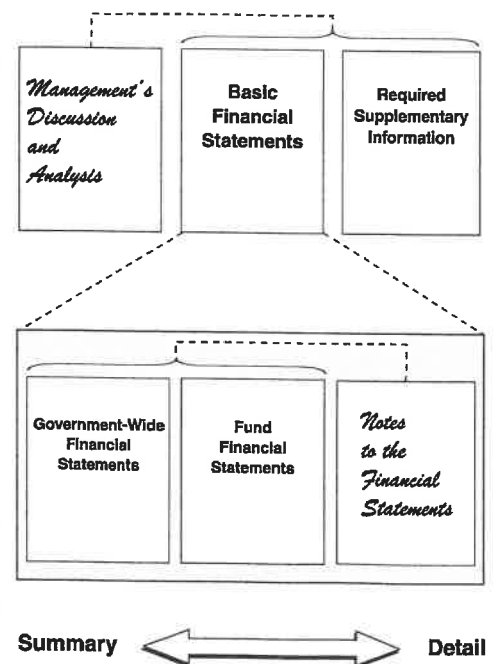 Management's
Discussion
and
Analysis
Basic
Financial
Statements
Required
Supplementary
Information
Government-Wide
Financial
Statements
Fund
Financial
Statements
Notes
to the
Financial
Statements
Summary
Detail